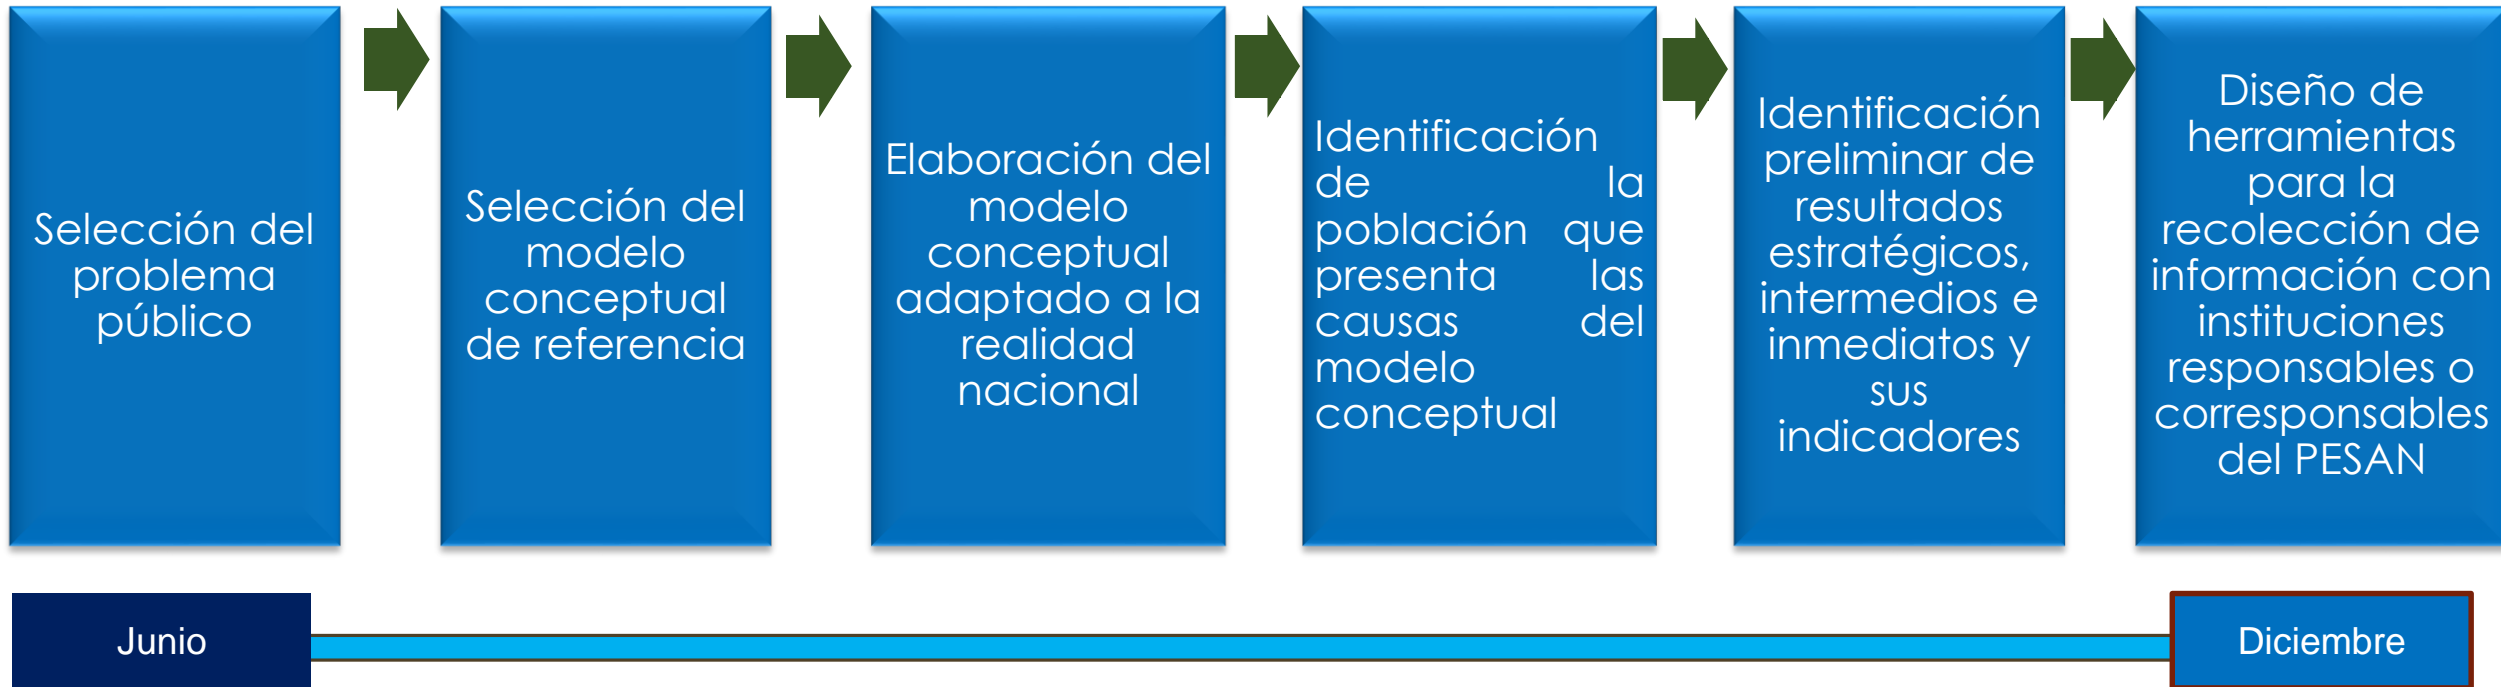 Selección del
problema
público
Selección del
modelo
conceptual
de referencia
Elaboración del
modelo
conceptual
adaptado a la
realidad
nacional
Identificación
de la
población que
presenta las
causas del
modelo
conceptual
Identificación
preliminar de
resultados
estratégicos,
intermedios e
inmediatos y
sus
indicadores
Diseño de
herramientas
para la
recolección de
información con
instituciones
responsables o
corresponsables
del PESAN
Junio
Diciembre